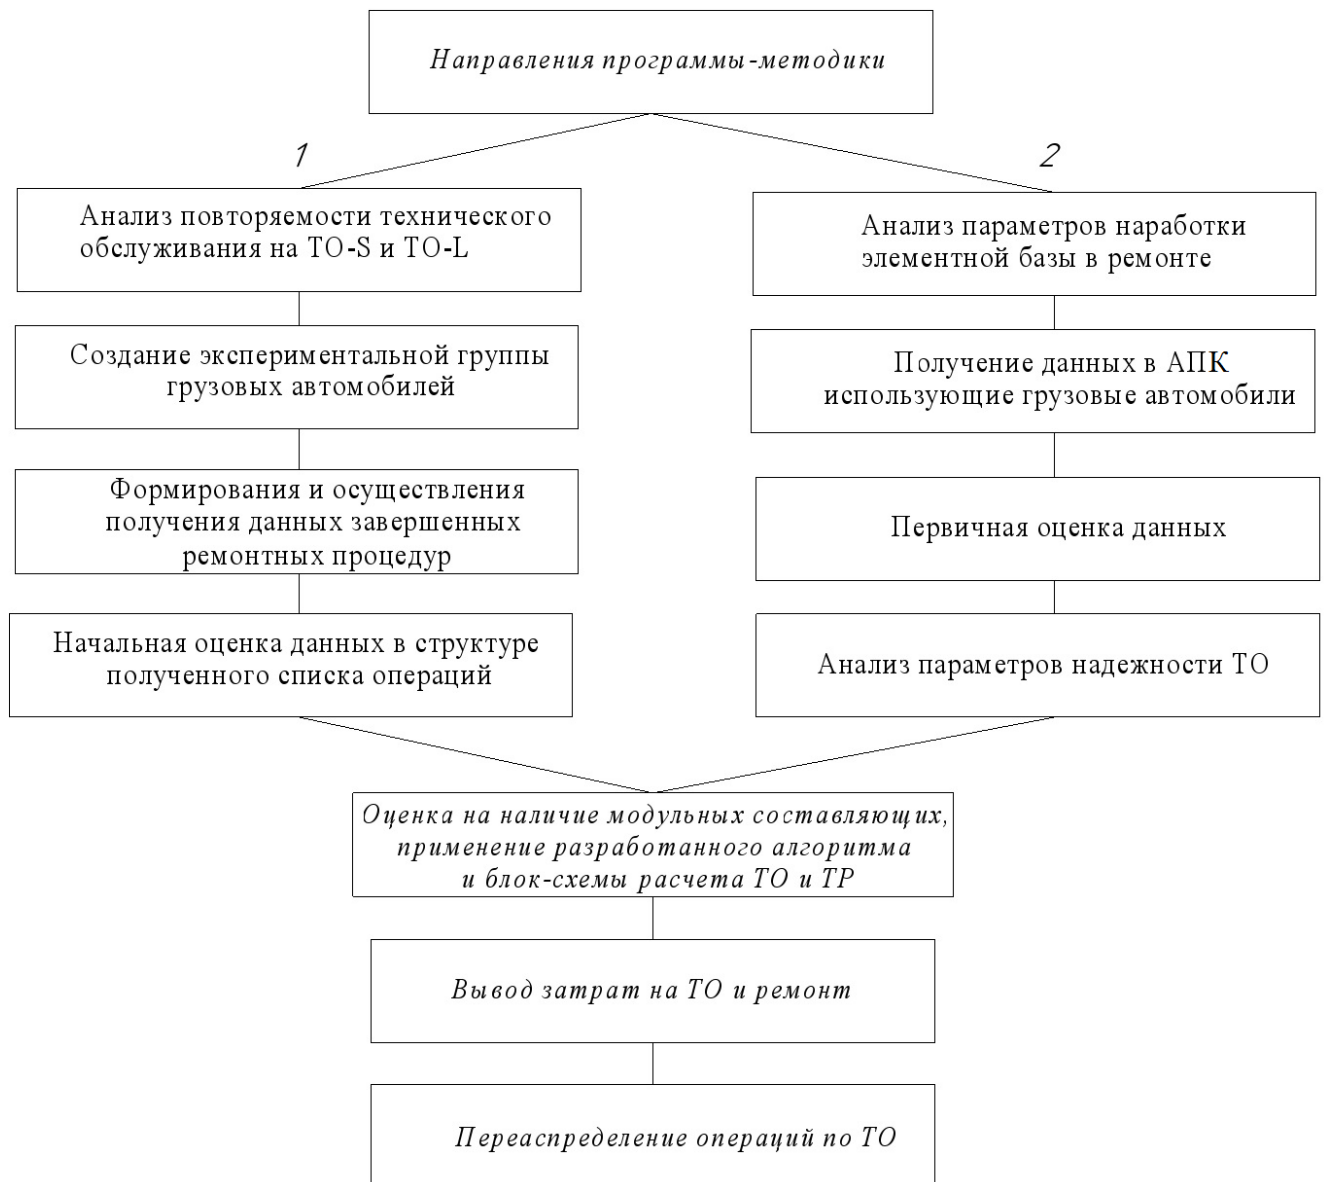 Направления программы-методики
1
2
Анализ повторяемости технического
обслуживания на ТО-S и ТО-L
Анализ параметров наработки
элементной базы в ремонте
Создание экспериментальной группы
грузовых автомобилей
Получение данных в АПК
использующие грузовые автомобили
Формирования и осуществления
получения данных завершенных
ремонтных процедур
Первичная оценка данных
Начальная оценка данных в структуре
полученного списка операций
Анализ параметров надежности ТО
Оценка на наличие модульных составляющих,
применение разработанного алгоритма
и блок-схемы расчета ТО и ТР
Вывод затрат на ТО и ремонт
Переаспределение операций по ТО